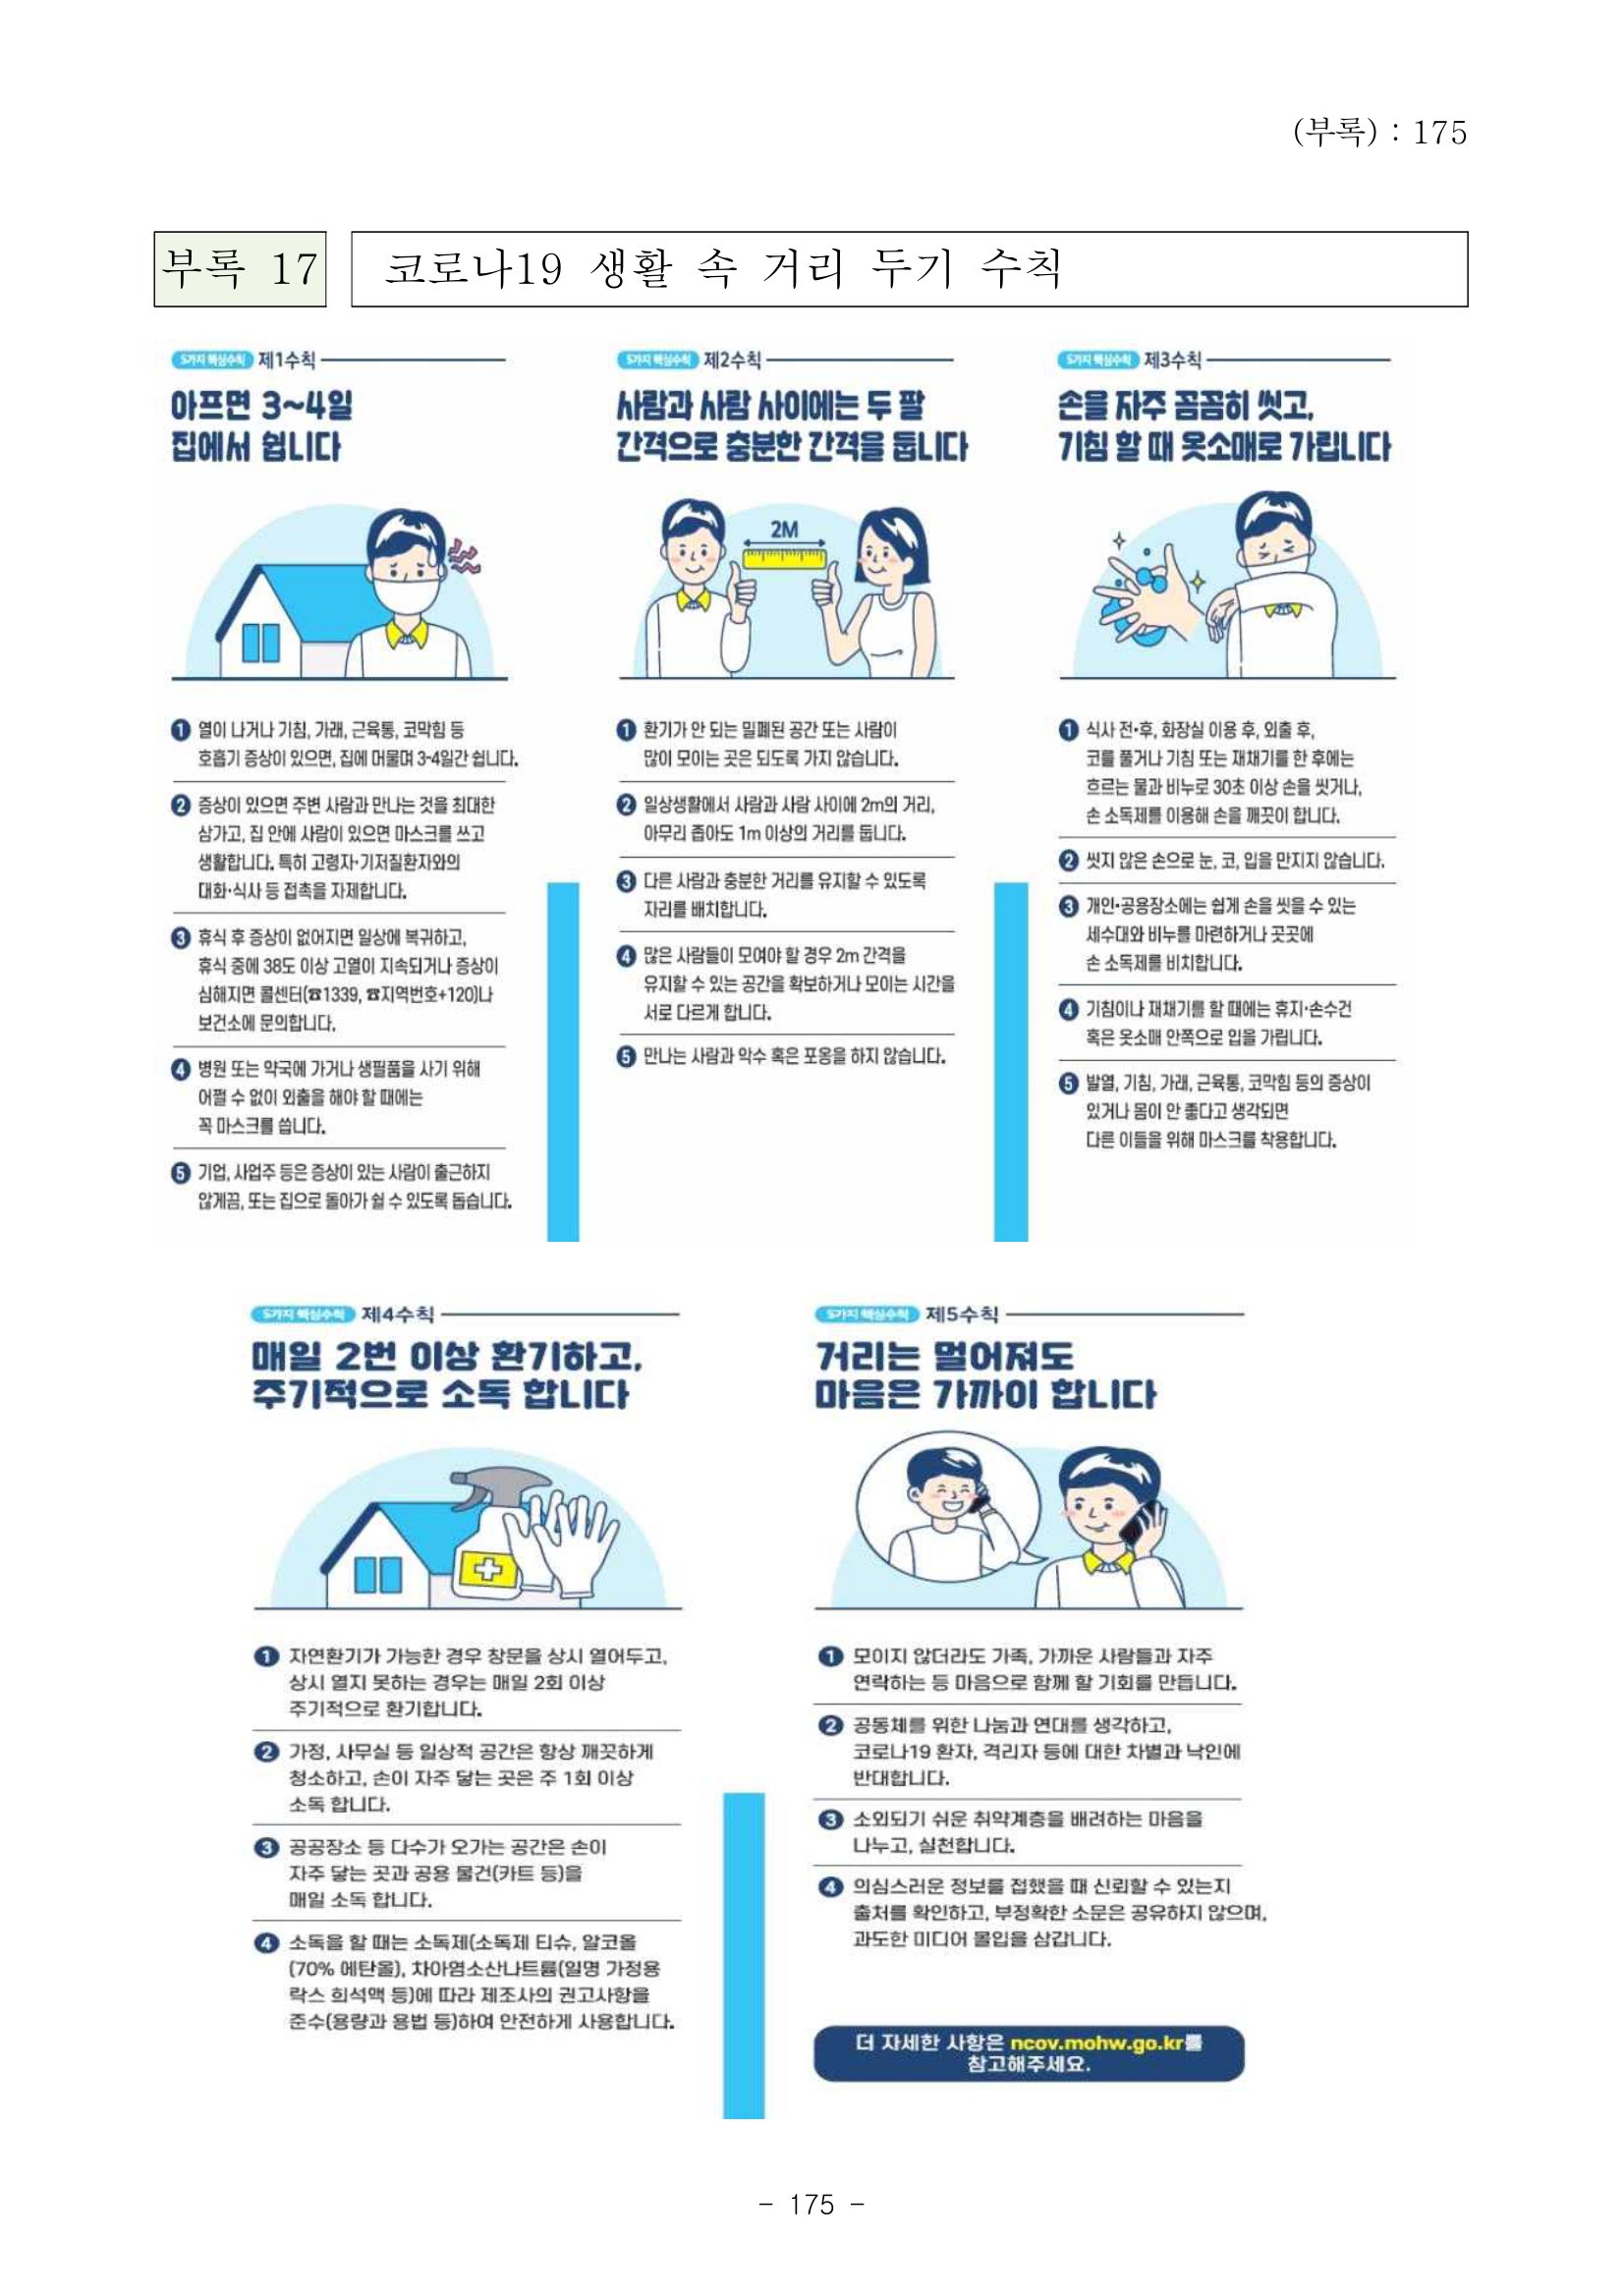 (부록) : 175
부록 17
코로나19 생활 속 거리 두기 수칙
5가지 핵심수칙 제1수칙
아프면 3~4일
집에서 쉽니다
❶ 열이 나거나 기침, 가래, 근육통, 코막힘 등
호흡기 증상이 있으면, 집에 머물며 3-4일간 쉽니다.
❷ 증상이 있으면 주변 사람과 만나는 것을 최대한
삼가고, 집 안에 사람이 있으면 마스크를 쓰고
생활합니다. 특히 고령자·기저질환자와의
대화·식사 등 접촉을 자제합니다.
❸ 휴식 후 증상이 없어지면 일상에 복귀하고,
휴식 중에 38도 이상 고열이 지속되거나 증상이
심해지면 콜센터(☎1339, ☎지역번호+120)나
보건소에 문의합니다.
❹ 병원 또는 약국에 가거나 생필품을 사기 위해
어쩔 수 없이 외출을 해야 할 때에는
꼭 마스크를 씁니다.
❺ 기업, 사업주 등은 증상이 있는 사람이 출근하지
않게끔, 또는 집으로 돌아가 쉴 수 있도록 돕습니다.
5가지 핵심수칙 제2수칙
사람과 사람 사이에는 두 팔
간격으로 충분한 간격을 둡니다
2M
❶ 환기가 안 되는 밀폐된 공간 또는 사람이
많이 모이는 곳은 되도록 가지 않습니다.
❷ 일상생활에서 사람과 사람 사이에 2m의 거리,
아무리 좁아도 1m 이상의 거리를 둡니다.
❸ 다른 사람과 충분한 거리를 유지할 수 있도록
자리를 배치합니다.
❹ 많은 사람들이 모여야 할 경우 2m 간격을
유지할 수 있는 공간을 확보하거나 모이는 시간을
서로 다르게 합니다.
❺ 만나는 사람과 악수 혹은 포옹을 하지 않습니다.
5가지 핵심수칙 제3수칙
손을 자주 꼼꼼히 씻고,
기침 할 때 옷소매로 가립니다
❶ 식사 전·후, 화장실 이용 후, 외출 후,
코를 풀거나 기침 또는 재채기를 한 후에는
흐르는 물과 비누로 30초 이상 손을 씻거나,
손 소독제를 이용해 손을 깨끗이 합니다.
❷ 씻지 않은 손으로 눈, 코, 입을 만지지 않습니다.
❸ 개인·공용장소에는 쉽게 손을 씻을 수 있는
세수대와 비누를 마련하거나 곳곳에
손 소독제를 비치합니다.
❹ 기침이나 재채기를 할 때에는 휴지·손수건
혹은 옷소매 안쪽으로 입을 가립니다.
❺ 발열, 기침, 가래, 근육통, 코막힘 등의 증상이
있거나 몸이 안 좋다고 생각되면
다른 이들을 위해 마스크를 착용합니다.
5가지 핵심수칙 제4수칙
매일 2번 이상 환기하고,
주기적으로 소독 합니다
❶ 자연환기가 가능한 경우 창문을 상시 열어두고,
상시 열지 못하는 경우는 매일 2회 이상
주기적으로 환기합니다.
❷ 가정, 사무실 등 일상적 공간은 항상 깨끗하게
청소하고, 손이 자주 닿는 곳은 주 1회 이상
소독 합니다.
❸ 공공장소 등 다수가 오가는 공간은 손이
자주 닿는 곳과 공용 물건(카트 등)을
매일 소독 합니다.
❹ 소독을 할 때는 소독제(소독제 티슈, 알코올
(70% 에탄올), 차아염소산나트륨(일명 가정용
락스 희석액 등)에 따라 제조사의 권고사항을
준수(용량과 용법 등)하여 안전하게 사용합니다.
5가지 핵심수칙 제5수칙
거리는 멀어져도
마음은 가까이 합니다
❶ 모이지 않더라도 가족, 가까운 사람들과 자주
연락하는 등 마음으로 함께 할 기회를 만듭니다.
❷ 공동체를 위한 나눔과 연대를 생각하고,
코로나19 환자, 격리자 등에 대한 차별과 낙인에
반대합니다.
❸ 소외되기 쉬운 취약계층을 배려하는 마음을
나누고, 실천합니다.
❹ 의심스러운 정보를 접했을 때 신뢰할 수 있는지
출처를 확인하고, 부정확한 소문은 공유하지 않으며,
과도한 미디어 몰입을 삼갑니다.
더 자세한 사항은 ncov.mohw.go.kr를
참고해주세요.
- 175 -